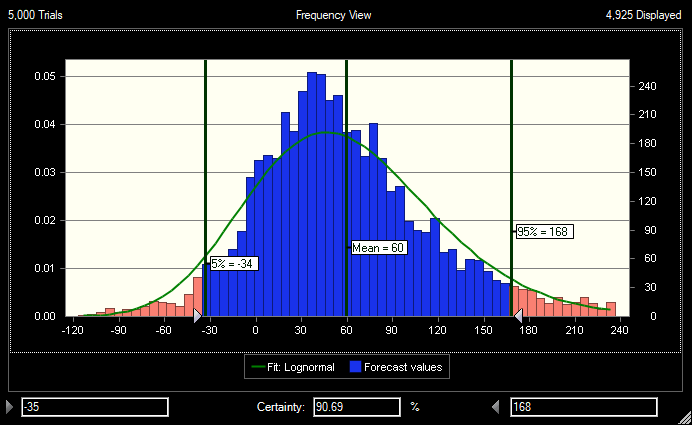 5,000 Trials Frequency View 4,925 Displayed
0.05
0.04
0.03
0.02
0.01
0.00
240
210
180
150
120
90
60
30
0
5% = -34
Mean = 60
95% = 168
-120 -90 -60 -30 0 30 60 90 120 150 180 210 240
Fit: Lognormal Forecast values
-35 Certainty: 90.69 % 168